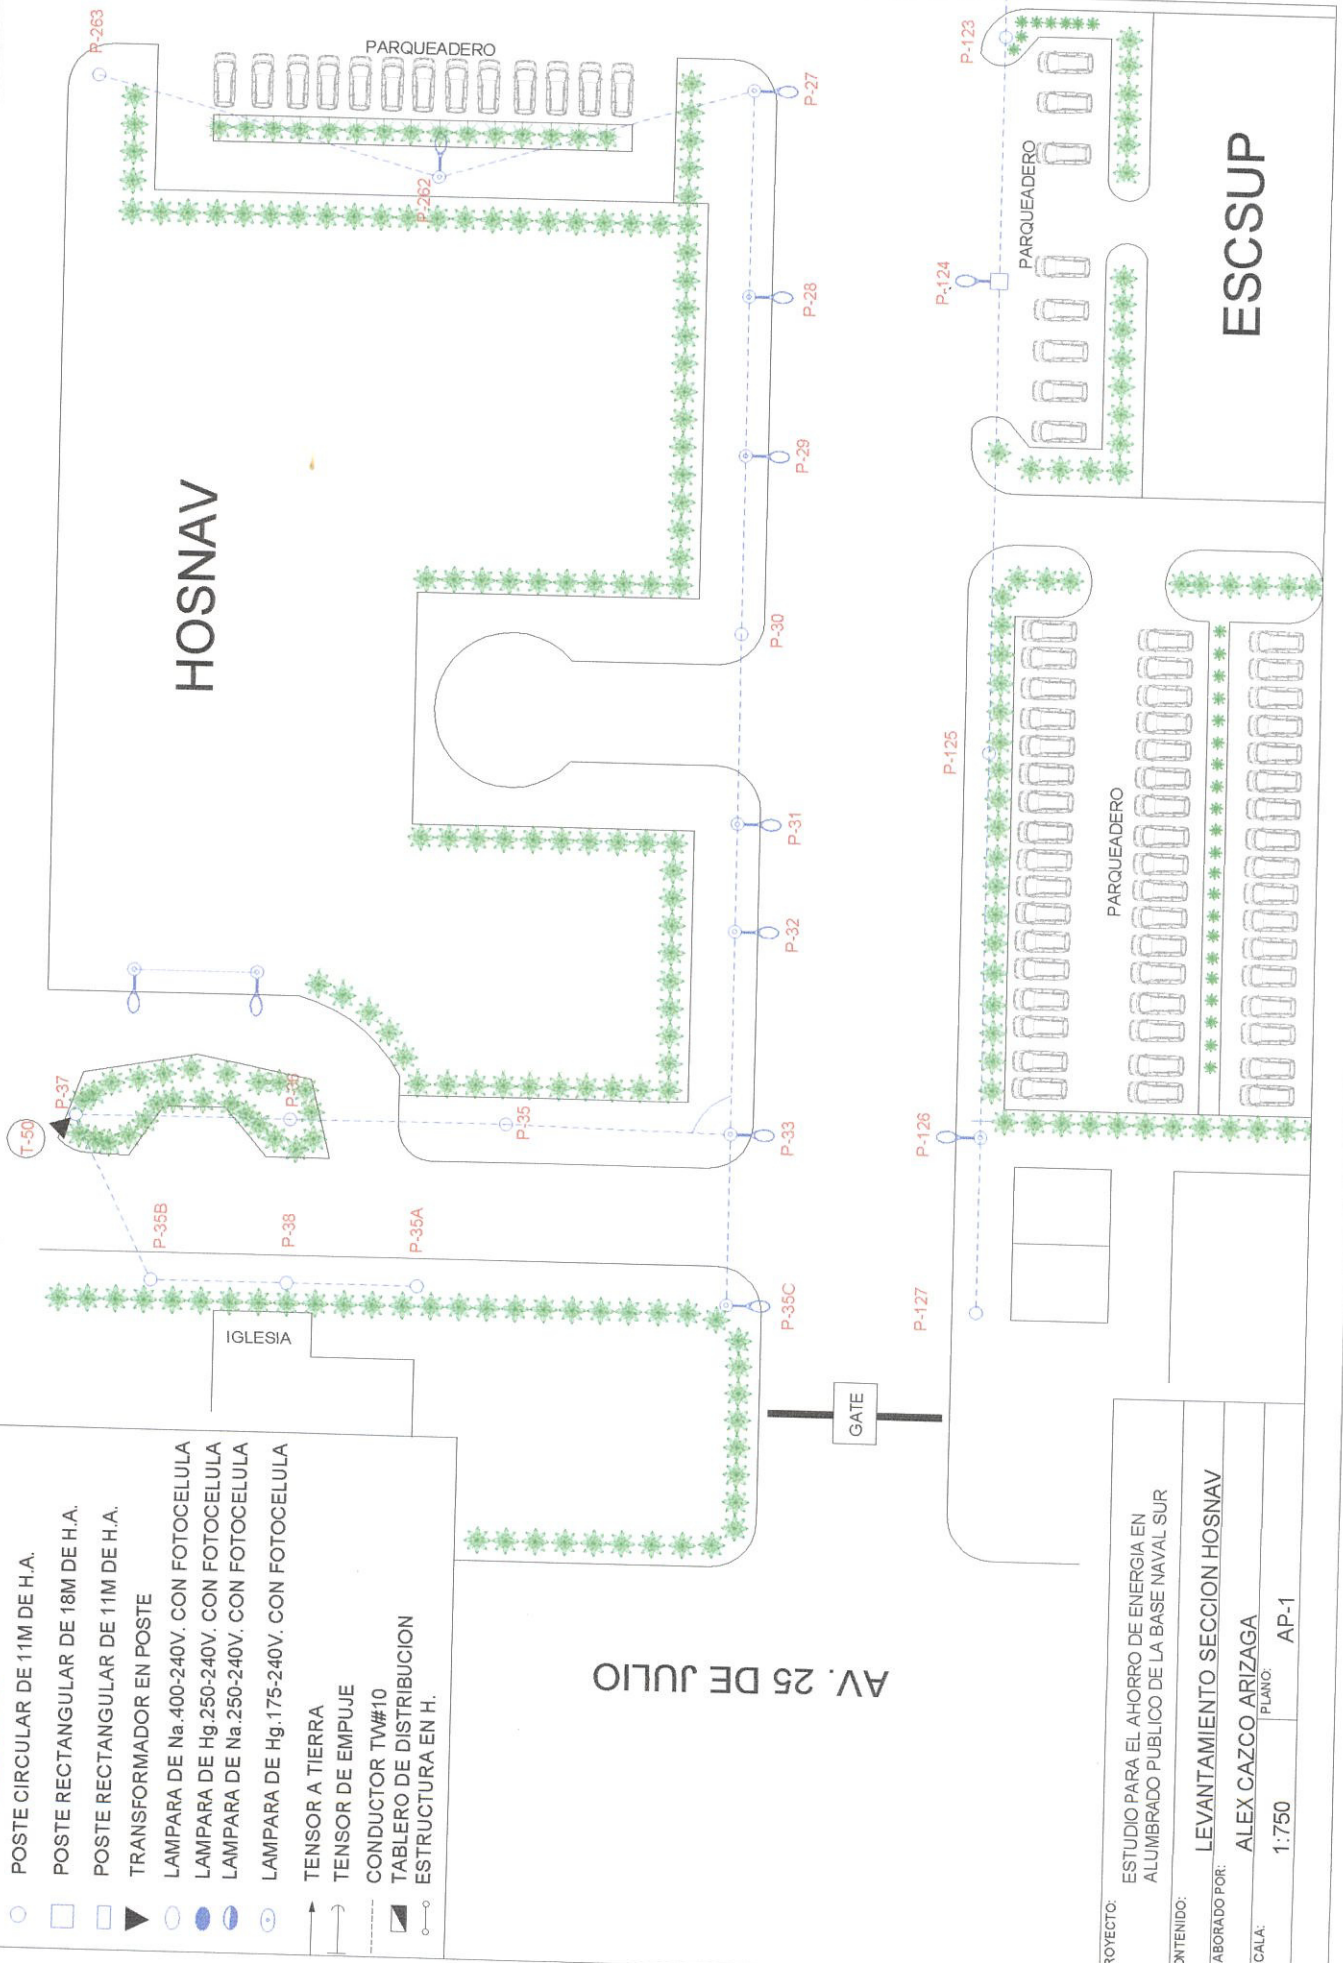 POSTE CIRCULAR DE 11M DE H.A.
POSTE RECTANGULAR DE 18M DE H.A.
POSTE RECTANGULAR DE 11M DE H.A.
TRANSFORMADOR EN POSTE
LAMPARA DE Na.400-240V. CON FOTOCELULA
LAMPARA DE Hg.250-240V. CON FOTOCELULA
LAMPARA DE Na.250-240V. CON FOTOCELULA
LAMPARA DE Hg.175-240V. CON FOTOCELULA
TENSOR A TIERRA
TENSOR DE EMPUJE
CONDUCTOR TW#10
TABLERO DE DISTRIBUCION
ESTRUCTURA EN H.
T-50
P-37
P-36
P-35
P-35B
P-38
P-35A
IGLESIA
HOSNAV
P-263
PARQUEADERO
P-262
P-27
P-28
P-29
P-30
P-31
P-32
P-33
P-35C
GATE
AV. 25 DE JULIO
P-123
P-124
PARQUEADERO
ESCSUP
P-125
PARQUEADERO
P-126
P-127
ROYECTO:
ESTUDIO PARA EL AHORRO DE ENERGIA EN
ALUMBRADO PUBLICO DE LA BASE NAVAL SUR
NTENIDO:
LEVANTAMIENTO SECCION HOSNAV
ABORADO POR:
ALEX CAZCO ARIZAGA
CALA:
1:750
PLANO:
AP-1